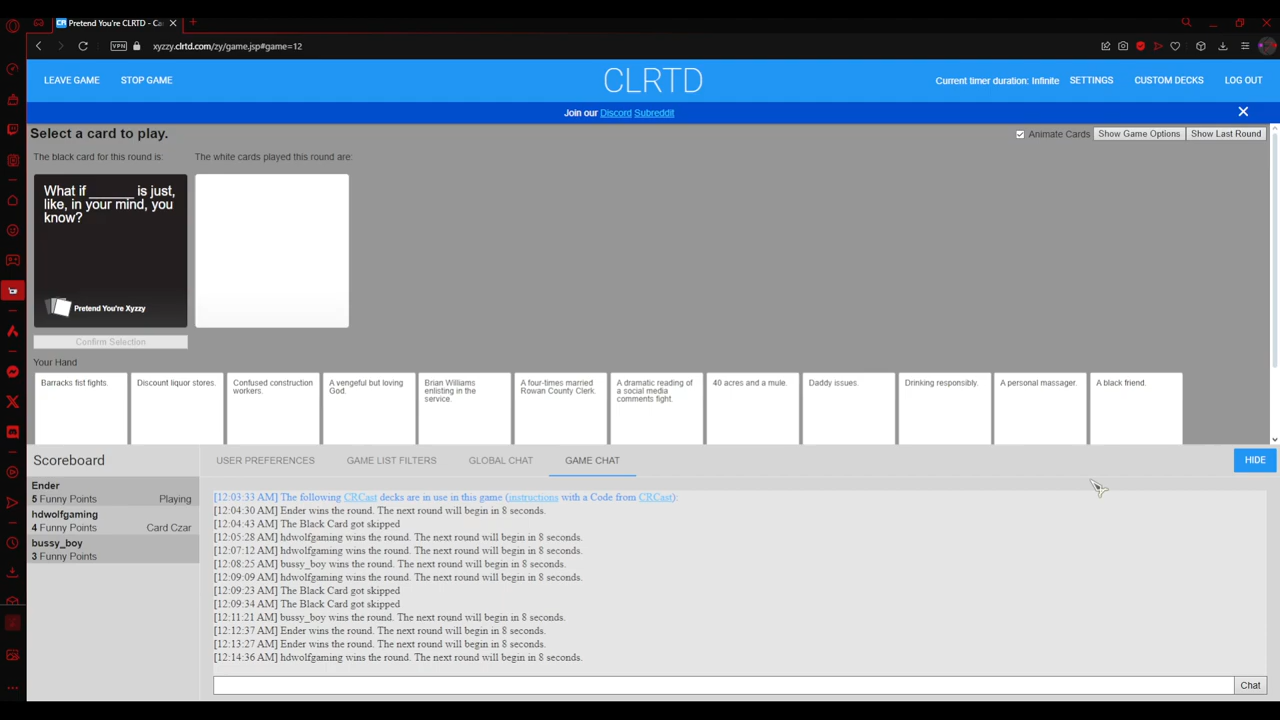 Pretend You're CLRTD - Ca
VPN
xyzzy.clrtd.com/zy/game.jsp#game=12
LEAVE GAME
STOP GAME
CLRTD
Current timer duration: Infinite
SETTINGS
CUSTOM DECKS
LOG OUT
Join our Discord Subreddit
Select a card to play.
Animate Cards
Show Game Options
Show Last Round
The black card for this round is:
The white cards played this round are:
What if ______ is just,
like, in your mind, you
know?
Pretend You're Xyzzy
Confirm Selection
Your Hand
Barracks fist fights.
Discount liquor stores.
Confused construction
workers.
A vengeful but loving
God.
Brian Williams
enlisting in the
service.
A four-times married
Rowan County Clerk.
A dramatic reading of
a social media
comments fight.
40 acres and a mule.
Daddy issues.
Drinking responsibly.
A personal massager.
A black friend.
Scoreboard
USER PREFERENCES
GAME LIST FILTERS
GLOBAL CHAT
GAME CHAT
HIDE
Ender
5 Funny Points
Playing
hdwolfgaming
4 Funny Points
Card Czar
bussy_boy
3 Funny Points
[12:03:33 AM] The following CRCast decks are in use in this game (instructions with a Code from CRCast):
[12:04:30 AM] Ender wins the round. The next round will begin in 8 seconds.
[12:04:43 AM] The Black Card got skipped
[12:05:28 AM] hdwolfgaming wins the round. The next round will begin in 8 seconds.
[12:07:12 AM] hdwolfgaming wins the round. The next round will begin in 8 seconds.
[12:08:25 AM] bussy_boy wins the round. The next round will begin in 8 seconds.
[12:09:09 AM] hdwolfgaming wins the round. The next round will begin in 8 seconds.
[12:09:23 AM] The Black Card got skipped
[12:09:34 AM] The Black Card got skipped
[12:11:21 AM] bussy_boy wins the round. The next round will begin in 8 seconds.
[12:12:37 AM] Ender wins the round. The next round will begin in 8 seconds.
[12:13:27 AM] Ender wins the round. The next round will begin in 8 seconds.
[12:14:36 AM] hdwolfgaming wins the round. The next round will begin in 8 seconds.
Chat